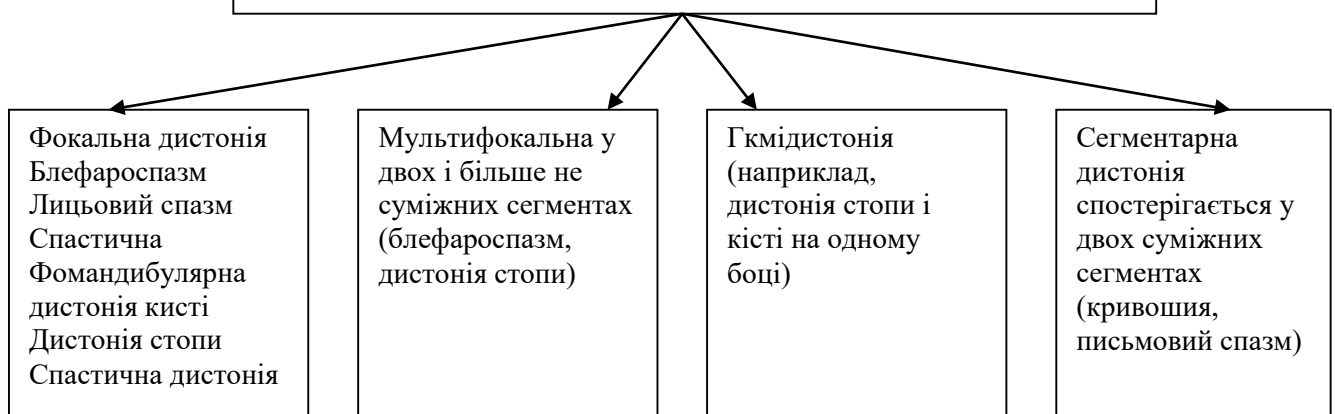 Фокальна дистонія
Блефароспазм
Лицьовий спазм
Спастична
Фомандибулярна
дистонія кисті
Дистонія стопи
Спастична дистонія
Мультифокальна у
двох і більше не
суміжних сегментах
(блефароспазм,
дистонія стопи)
Гкмідистонія
(наприклад,
дистонія стопи і
кісті на одному
боці)
Сегментарна
дистонія
спостерігається у
двох суміжних
сегментах
(кривошия,
письмовий спазм)